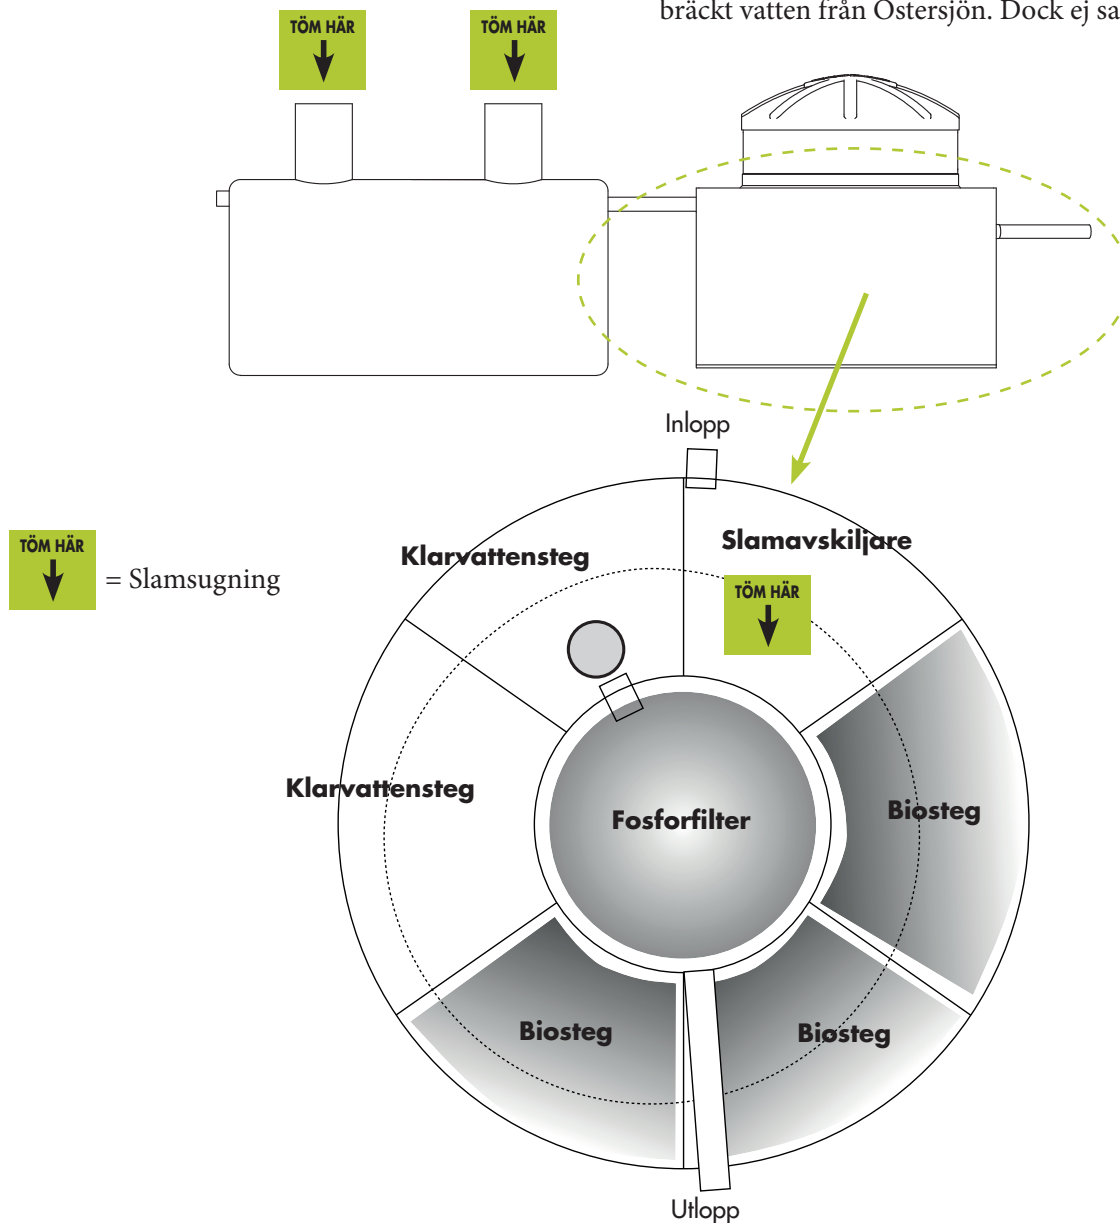 bräckt vatten från Östersjön. Dock ej
TÖM HÄR
TÖM HÄR
Inlopp
Klarvattensteg
Slamavskiljare
TÖM HÄR
= Slamsugning
TÖM HÄR
Klarvattensteg
Fosforfilter
Biosteg
Biosteg
Biosteg
Utlopp